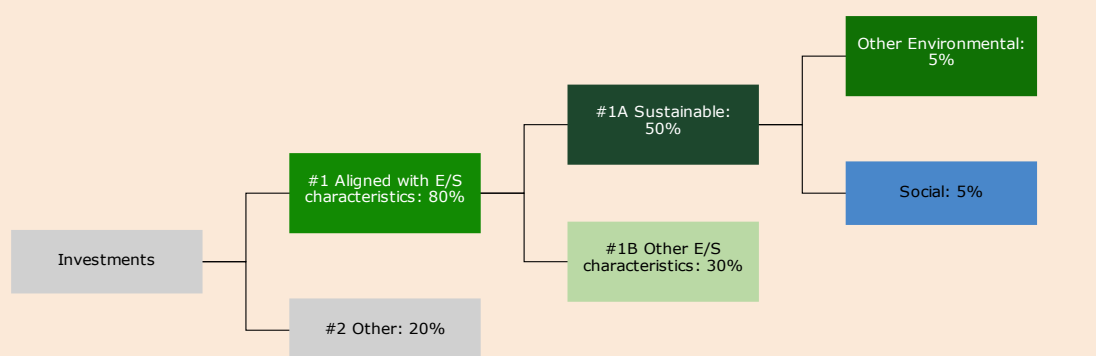 Other Environmental:
5%
#1A Sustainable:
50%
#1 Aligned with E/S
characteristics: 80%
Social: 5%
Investments
#1B Other E/S
characteristics: 30%
#2 Other: 20%